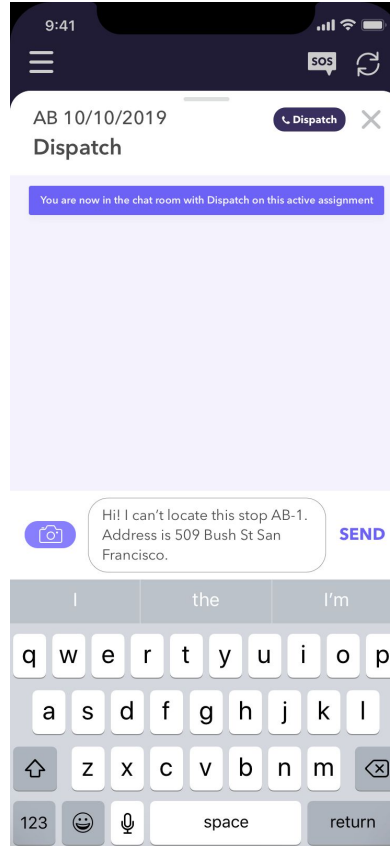 9:41
SOS
AB 10/10/2019
Dispatch
Dispatch
You are now in the chat room with Dispatch on this active assignment
Hi! I can't locate this stop AB-1.
Address is 509 Bush St San
Francisco.
SEND
I the I'm
q w e r t y u i o p
a s d f g h j k l
z x c v b n m
123 space return